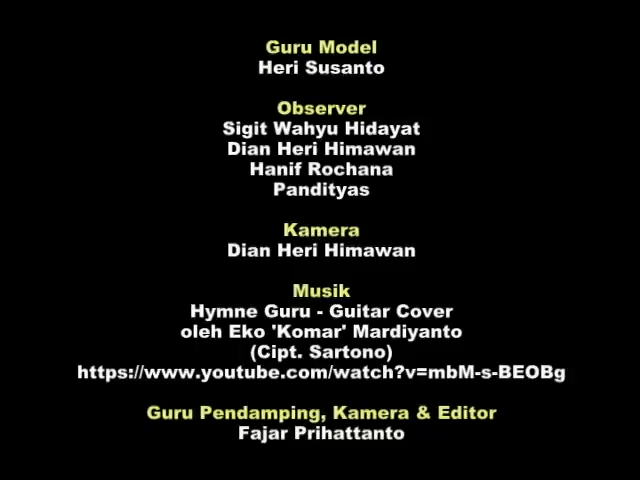 Guru Model
Heri Susanto
Observer
Sigit Wahyu Hidayat
Dian Heri Himawan
Hanif Rochana
Pandityas
Kamera
Dian Heri Himawan
Musik
Hymne Guru - Guitar Cover
oleh Eko 'Komar' Mardiyanto
(Cipt. Sartono)
https://www.youtube.com/watch?v=mbM-s-BEOBg
Guru Pendamping, Kamera & Editor
Fajar Prihattanto